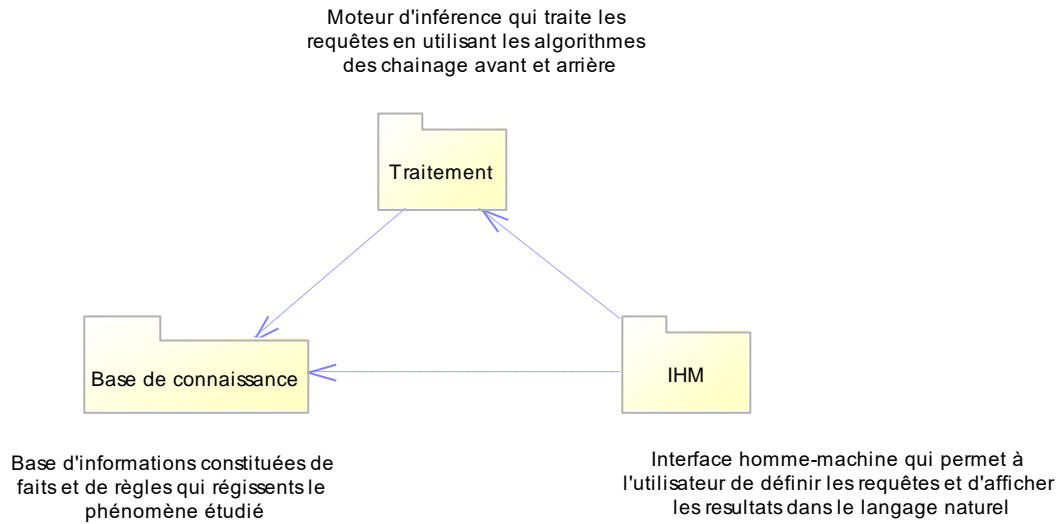 Moteur d'inférence qui traite les
requêtes en utilisant les algorithmes
des chainage avant et arrière
Traitement
Base de connaissance
IHM
Base d'informations constituées de
faits et de règles qui régissents le
phénomène étudié
Interface homme-machine qui permet à
l'utilisateur de définir les requêtes et d'afficher
les resultats dans le langage naturel